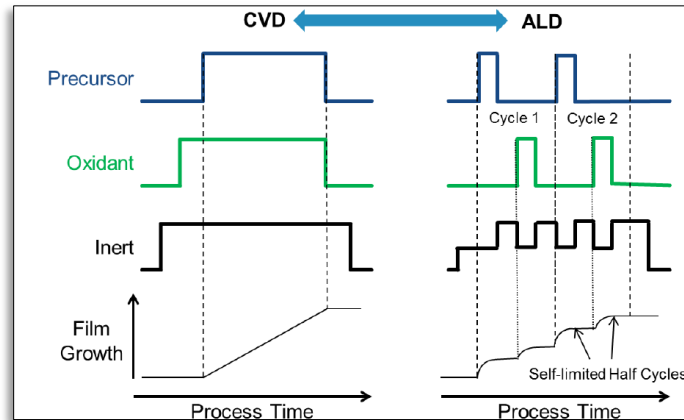 CVD ALD
Precursor
Cycle 1 Cycle 2
Oxidant
Inert
Film
Growth
Self-limited Half Cycles
Process Time Process Time